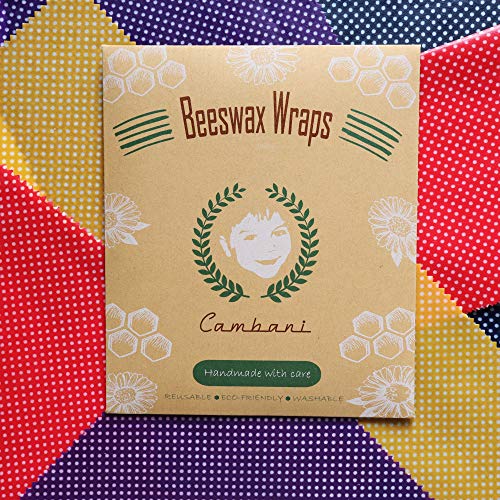 Beeswax Wraps
Cambani
Handmade with care
REUSABLE ● ECO-FRIENDLY ● WASHABLE